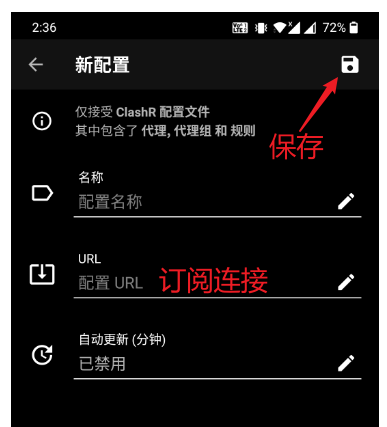 2:36
72%
新配置
仅接受 ClashR 配置文件
其中包含了 代理, 代理组 和 规则
保存
名称
配置名称
URL
配置 URL
订阅连接
自动更新 (分钟)
已禁用